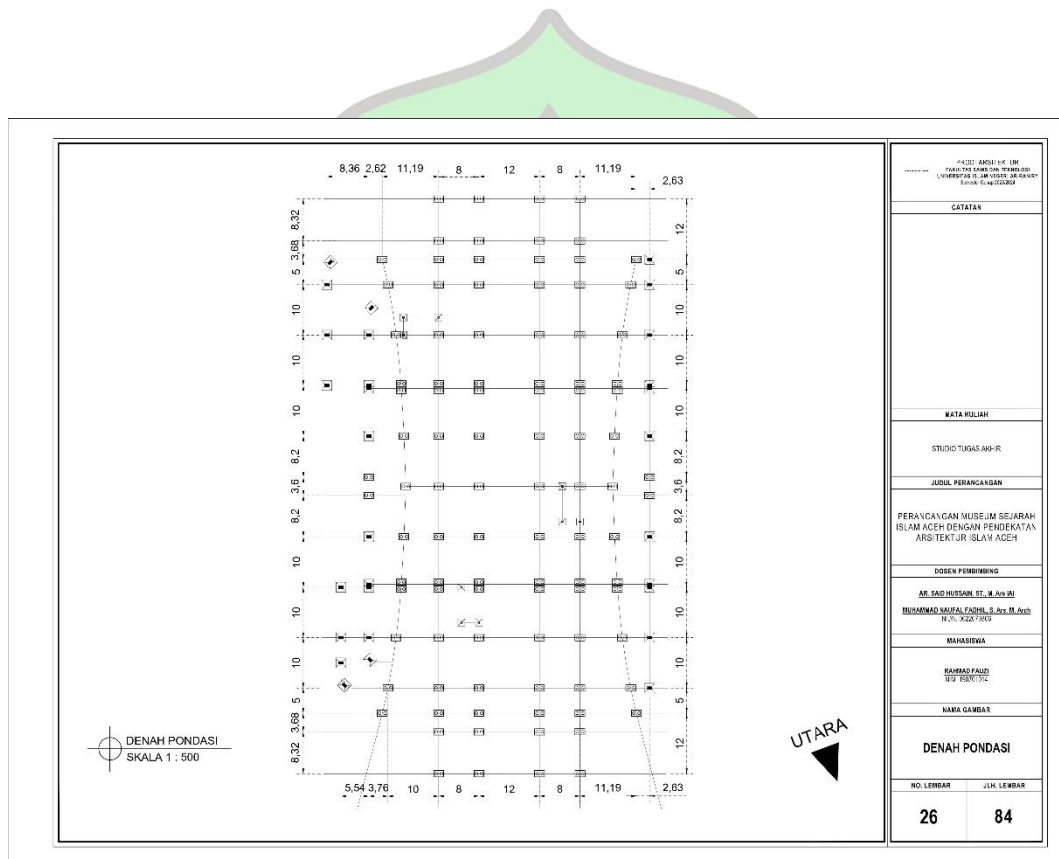 8,36 2,62 11,19 8 12 8 11,19
2,63
8,32
3,68
5
10
10
10
8,2
3,6
8,2
10
10
10
5
3,68
8,32
12
5
10
10
10
8,2
3,6
8,2
10
10
10
5
12
5,54 3,76 10 8 12 8 11,19 2,63
DENAH PONDASI
SKALA 1 : 500
UTARA
PRODI ARSITEKTUR
FAKULTAS SAINS DAN TEKNOLOGI
UNIVERSITAS ISLAM NEGERI AR-RANIRY
CATATAN
MATA KULIAH
STUDIO TUGAS AKHIR
JUDUL PERANCANGAN
PERANCANGAN MUSEUM SEJARAH
ISLAM ACEH DENGAN PENDEKATAN
ARSITEKTUR ISLAM ACEH
DOSEN PEMBIMBING
AR. SAID HUSSAIN, ST., M. Ars IAI
MUHAMMAD NAUFAL FADHIL, S. Ars, M. Arch
MAHASISWA
RAHMAD FAUZI
NAMA GAMBAR
DENAH PONDASI
NO. LEMBAR JLH. LEMBAR
26 84